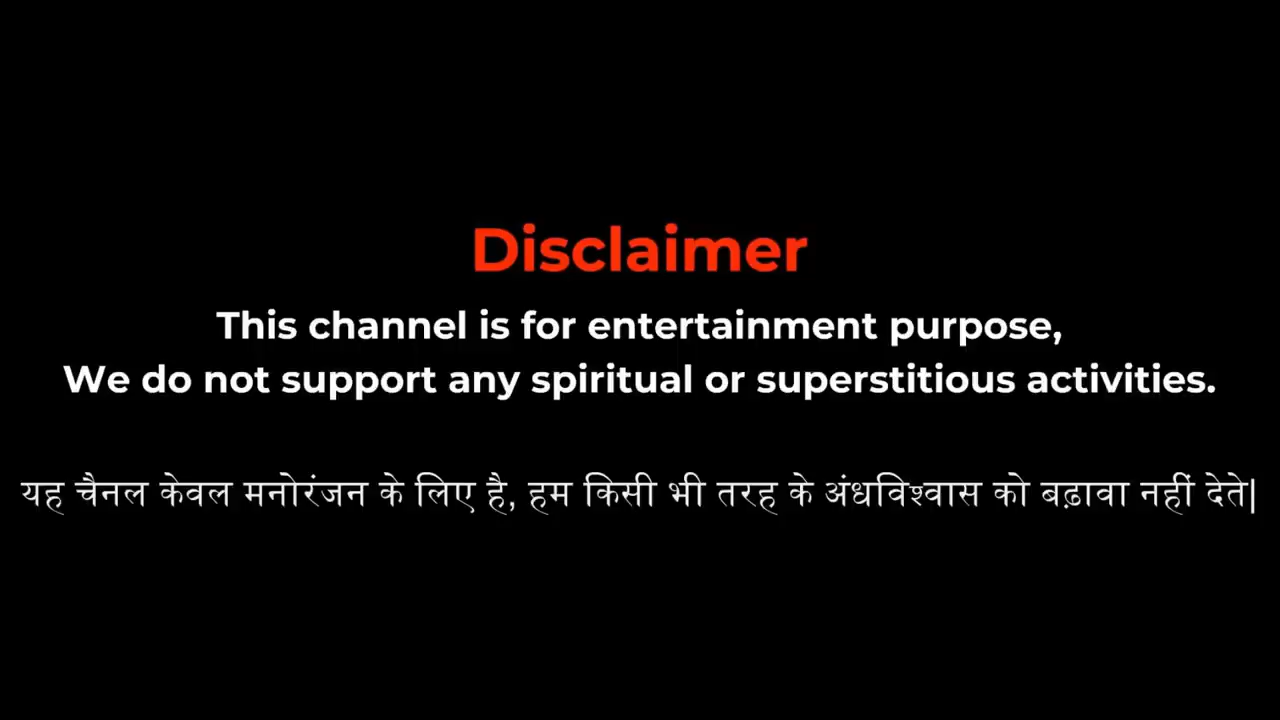 Disclaimer
This channel is for entertainment purpose,
We do not support any spiritual or superstitious activities.
यह चैनल केवल मनोरंजन के लिए है, हम किसी भी तरह के अंधविश्वास को बढ़ावा नहीं देते|